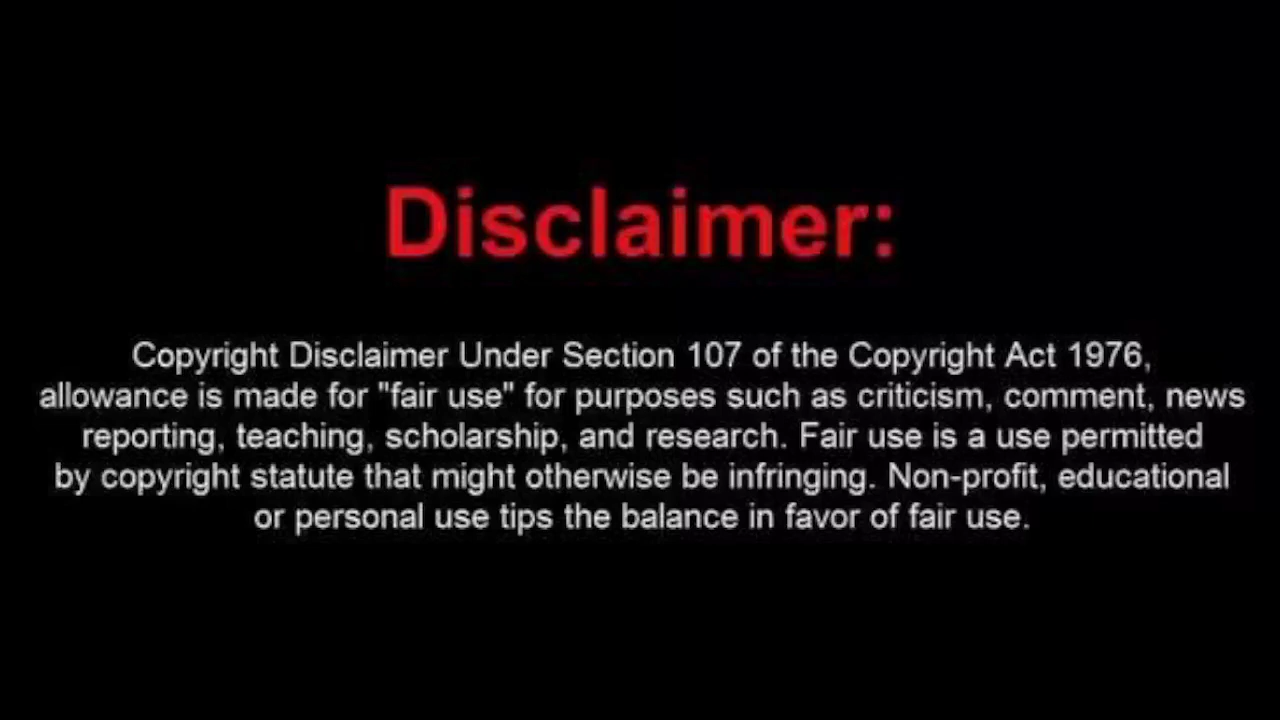 Disclaimer:
Copyright Disclaimer Under Section 107 of the Copyright Act 1976,
allowance is made for "fair use" for purposes such as criticism, comment, news
reporting, teaching, scholarship, and research. Fair use is a use permitted
by copyright statute that might otherwise be infringing. Non-profit, educational
or personal use tips the balance in favor of fair use.